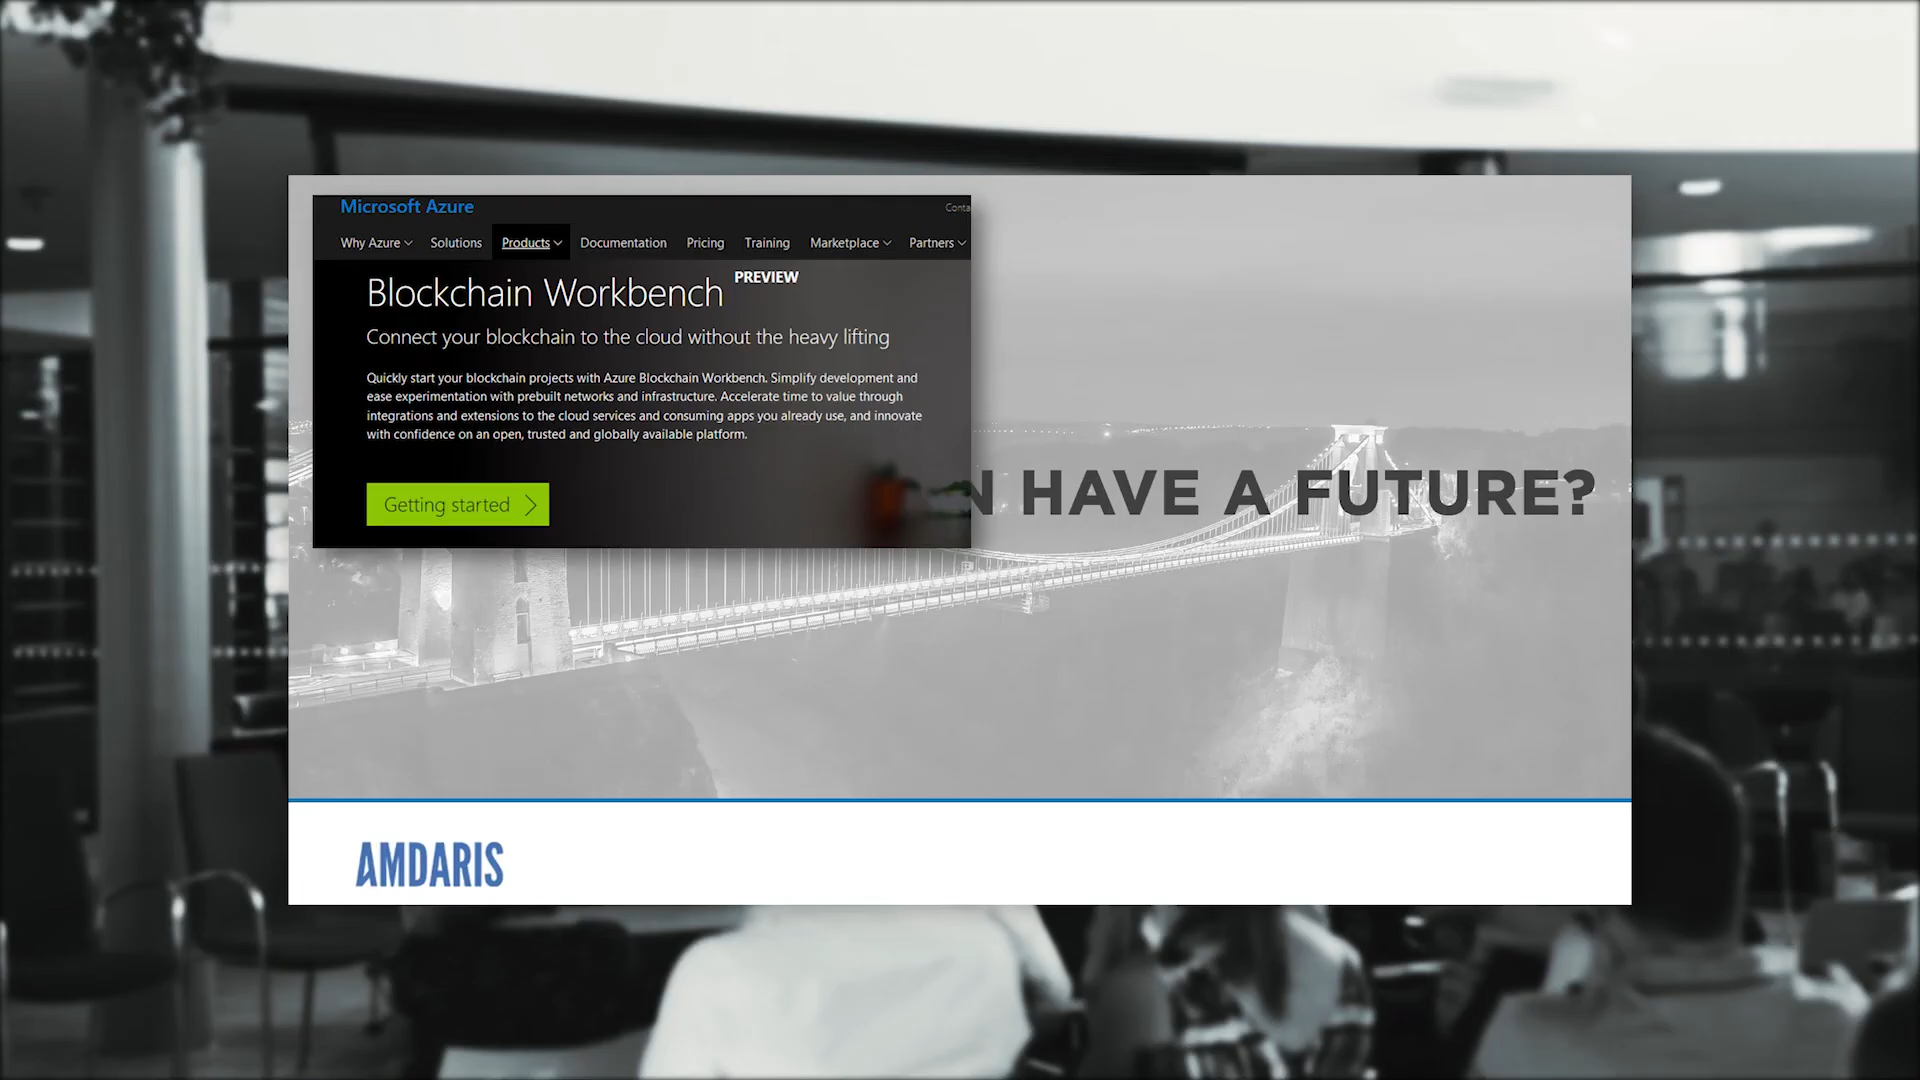 Microsoft Azure
Why Azure Solutions Products Documentation Pricing Training Marketplace Partners
Blockchain Workbench PREVIEW
Connect your blockchain to the cloud without the heavy lifting
Quickly start your blockchain projects with Azure Blockchain Workbench. Simplify development and
ease experimentation with prebuilt networks and infrastructure. Accelerate time to value through
integrations and extensions to the cloud services and consuming apps you already use, and innovate
with confidence on an open, trusted and globally available platform.
Getting started
HAVE A FUTURE?
AMDARIS